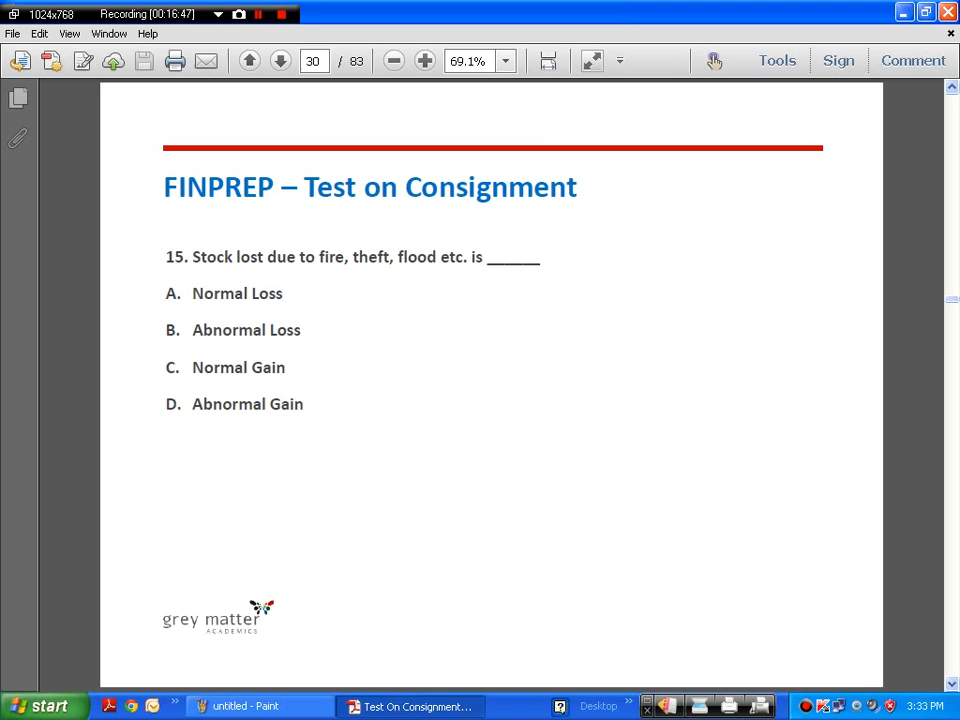 1024x768 Recording [00:16:47]
File Edit View Window Help
30 / 83 69.1% Tools Sign Comment
FINPREP – Test on Consignment
15. Stock lost due to fire, theft, flood etc. is ______
A. Normal Loss
B. Abnormal Loss
C. Normal Gain
D. Abnormal Gain
grey matter
ACADEMICS
start untitled - Paint Test On Consignment... Desktop 3:33 PM